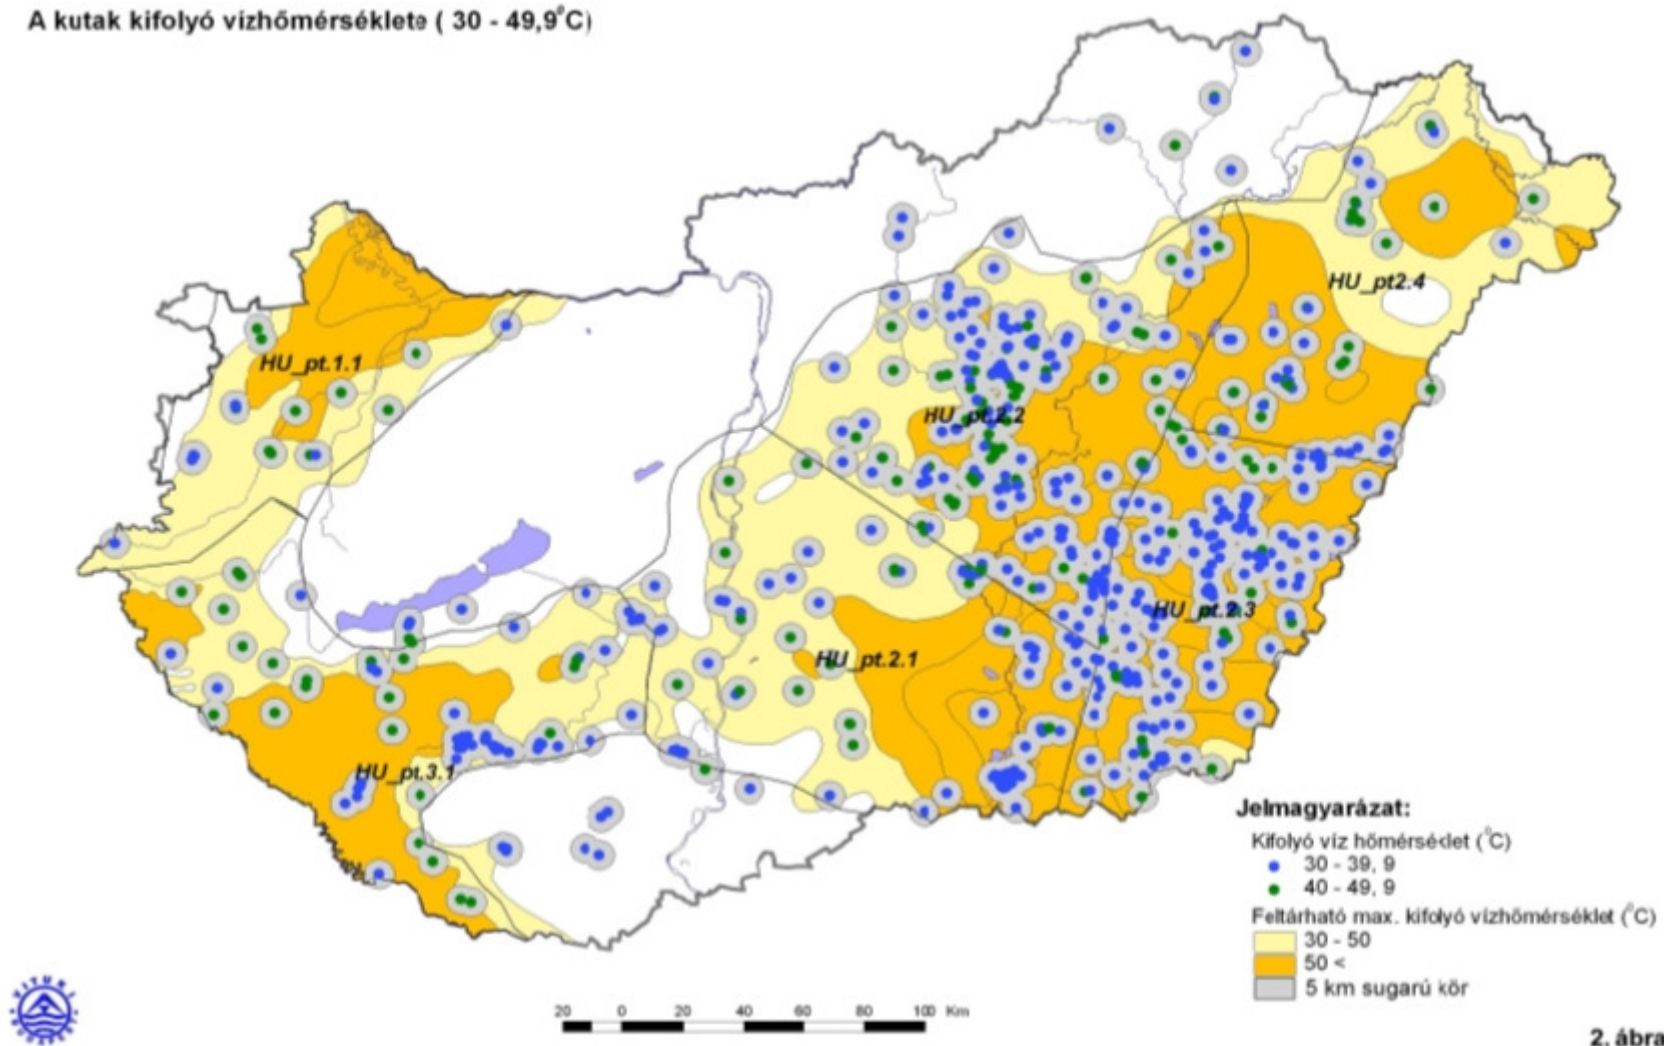 A kutak kifolyó vízhőmérséklete ( 30 - 49,9°C)
HU_pt2.4
HU_pt.1.1
HU_pt.2.2
HU_pt.2.3
HU_pt.2.1
HU_pt.3.1
Jelmagyarázat:
Kifolyó víz hőmérséklet (°C)
30 - 39, 9
40 - 49, 9
Feltárható max. kifolyó vízhőmérséklet (°C)
30 - 50
50 <
5 km sugarú kör
VITUKI
20 0 20 40 60 80 100 Km
2. ábra